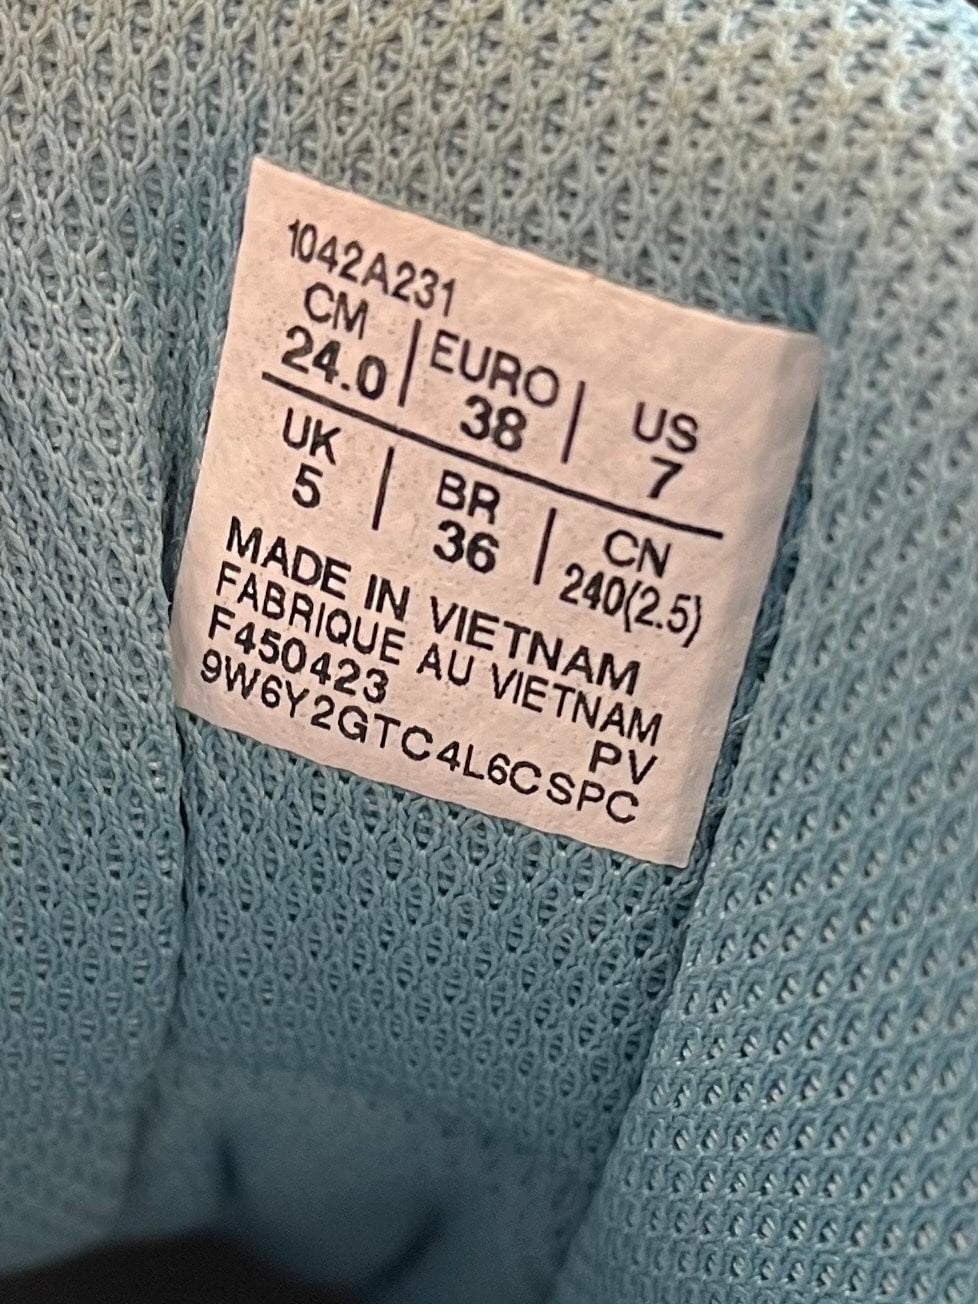 1042A231
CM EURO US
24.0 38 7
UK BR CN
5 36 240(2.5)
MADE IN VIETNAM
FABRIQUE AU VIETNAM
F450423 PV
9W6Y2GTC4L6CSPC